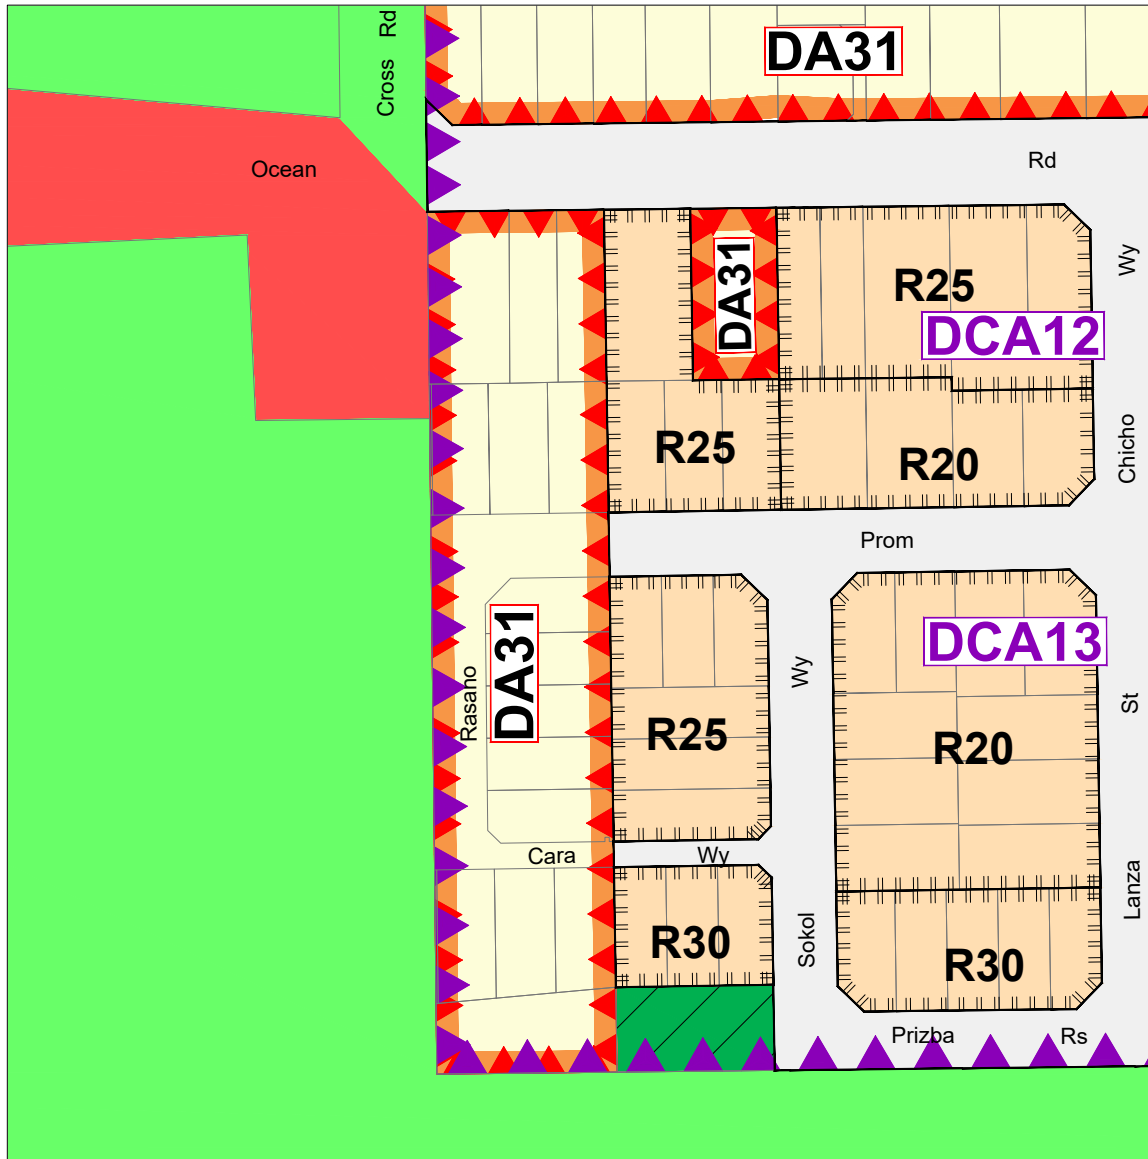 Cross Rd
DA31
Ocean
Rd
Wy
DA31
R25
DCA12
R25
R20
Chicho
Prom
DA31
Rasano
DCA13
Wy
St
R25
R20
Cara
Wy
Lanza
R30
Sokol
R30
Prizba
Rs